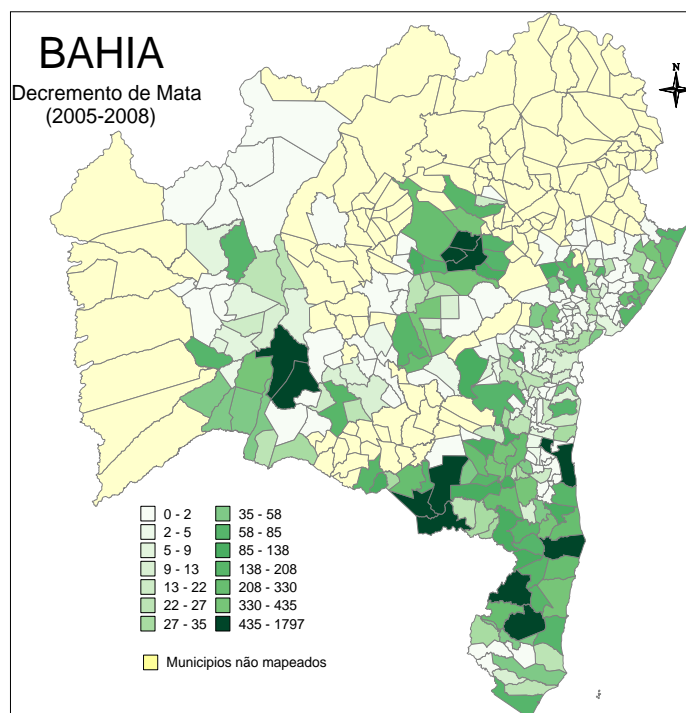 BAHIA
Decremento de Mata
(2005-2008)
N
0 - 2
2 - 5
5 - 9
9 - 13
13 - 22
22 - 27
27 - 35
35 - 58
58 - 85
85 - 138
138 - 208
208 - 330
330 - 435
435 - 1797
Municipios não mapeados